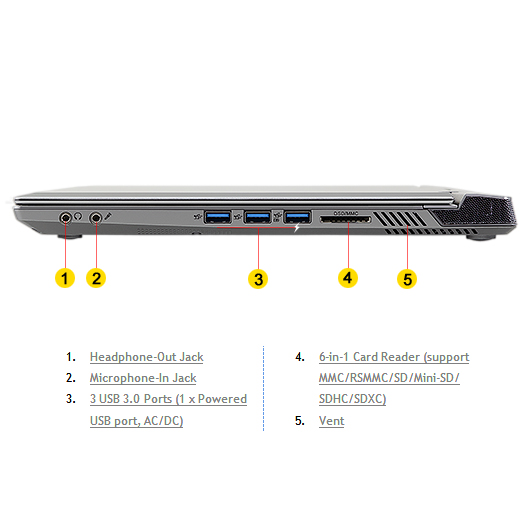 OSD/MMC
1 2 3 4 5
1. Headphone-Out Jack
2. Microphone-In Jack
3. 3 USB 3.0 Ports (1 x Powered
USB port, AC/DC)
4. 6-in-1 Card Reader (support
MMC/RSMMC/SD/Mini-SD/
SDHC/SDXC)
5. Vent